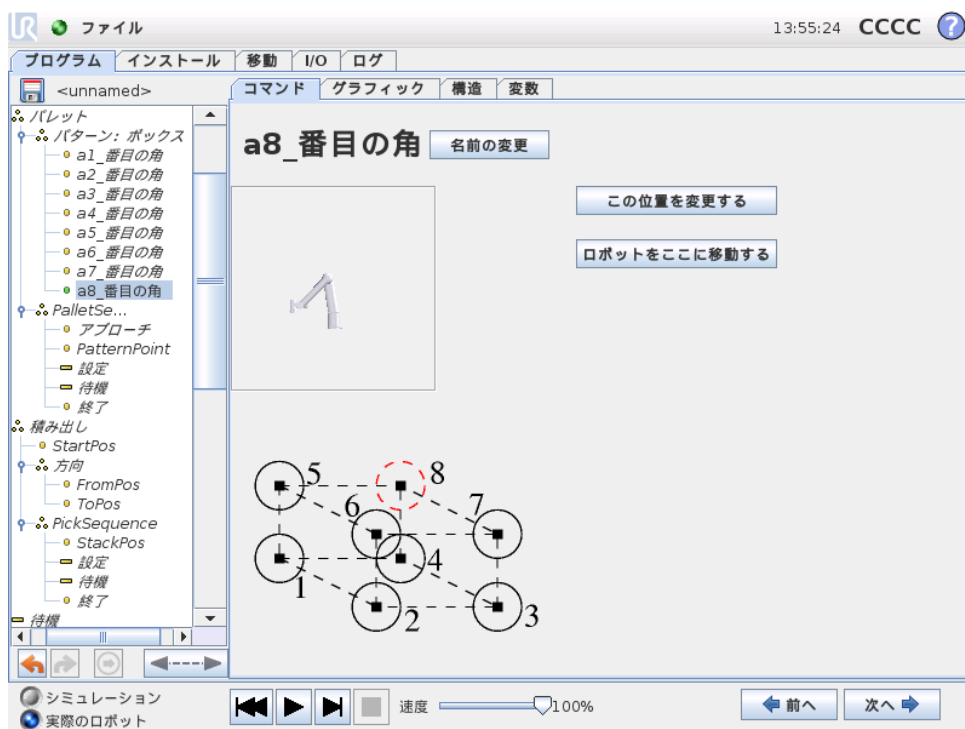 UR ファイル 13:55:24 CCCC ?
プログラム インストール 移動 I/O ログ
<unnamed>
コマンド グラフィック 構造 変数
パレット
パターン: ボックス
a1_番目の角
a2_番目の角
a3_番目の角
a4_番目の角
a5_番目の角
a6_番目の角
a7_番目の角
a8_番目の角
PalletSe...
アプローチ
PatternPoint
設定
待機
終了
積み出し
StartPos
方向
FromPos
ToPos
PickSequence
StackPos
設定
待機
終了
待機
a8_番目の角 名前の変更
この位置を変更する
ロボットをここに移動する
5 8
6 7
1 4
2 3
シミュレーション
実際のロボット
速度 100%
前へ 次へ